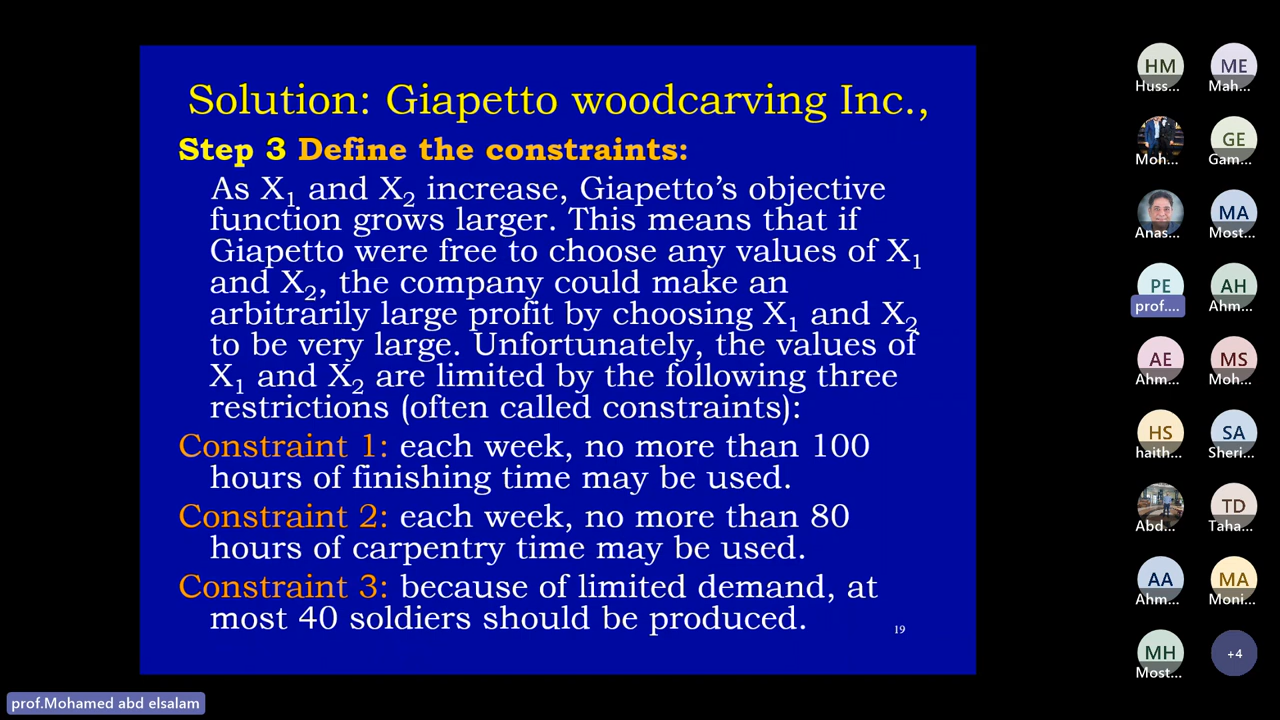 Solution: Giapetto woodcarving Inc.,
Step 3 Define the constraints:
As X₁ and X₂ increase, Giapetto’s objective
function grows larger. This means that if
Giapetto were free to choose any values of X₁
and X₂, the company could make an
arbitrarily large profit by choosing X₁ and X₂
to be very large. Unfortunately, the values of
X₁ and X₂ are limited by the following three
restrictions (often called constraints):
Constraint 1: each week, no more than 100
hours of finishing time may be used.
Constraint 2: each week, no more than 80
hours of carpentry time may be used.
Constraint 3: because of limited demand, at
most 40 soldiers should be produced.
19
HM ME
Huss... Mah...
GE
Moh... Gam...
MA
Anas... Most...
PE AH
prof.... Ahm...
AE MS
Ahm... Moh...
HS SA
haith... Sheri...
TD
Abd... Taha...
AA MA
Ahm... Moni...
MH +4
Most...
prof.Mohamed abd elsalam